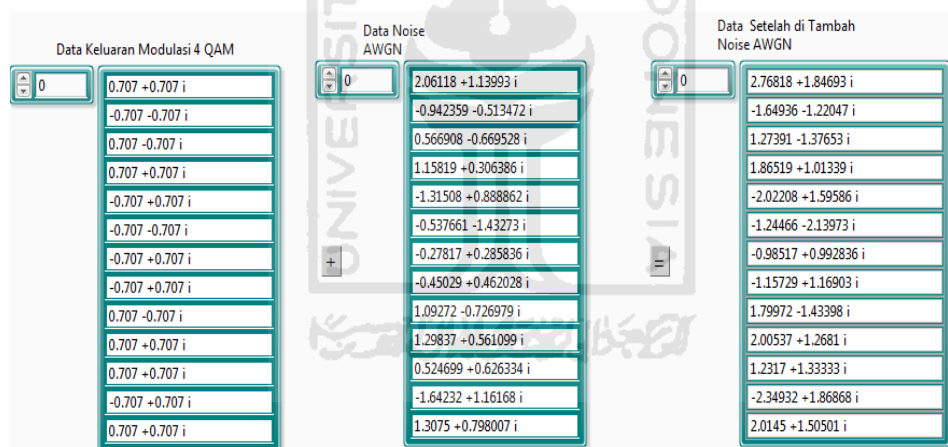 Data Keluaran Modulasi 4 QAM
0
0.707 +0.707 i
-0.707 -0.707 i
0.707 -0.707 i
0.707 +0.707 i
-0.707 +0.707 i
-0.707 -0.707 i
-0.707 +0.707 i
-0.707 +0.707 i
0.707 -0.707 i
0.707 +0.707 i
0.707 +0.707 i
-0.707 +0.707 i
0.707 +0.707 i
+
Data Noise
AWGN
0
2.06118 +1.13993 i
-0.942359 -0.513472 i
0.566908 -0.669528 i
1.15819 +0.306386 i
-1.31508 +0.888862 i
-0.537661 -1.43273 i
-0.27817 +0.285836 i
-0.45029 +0.462028 i
1.09272 -0.726979 i
1.29837 +0.561099 i
0.524699 +0.626334 i
-1.64232 +1.16168 i
1.3075 +0.798007 i
=
Data Setelah di Tambah
Noise AWGN
0
2.76818 +1.84693 i
-1.64936 -1.22047 i
1.27391 -1.37653 i
1.86519 +1.01339 i
-2.02208 +1.59586 i
-1.24466 -2.13973 i
-0.98517 +0.992836 i
-1.15729 +1.16903 i
1.79972 -1.43398 i
2.00537 +1.2681 i
1.2317 +1.33333 i
-2.34932 +1.86868 i
2.0145 +1.50501 i